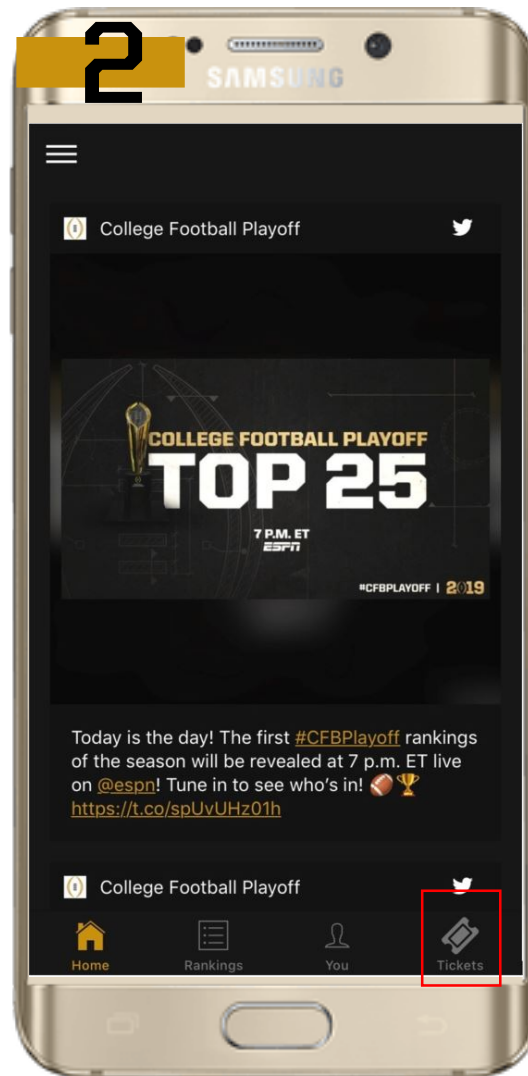 2
SAMSUNG
College Football Playoff
COLLEGE FOOTBALL PLAYOFF
TOP 25
7 P.M. ET
ESPN
#CFBPLAYOFF | 2019
Today is the day! The first #CFBPlayoff rankings
of the season will be revealed at 7 p.m. ET live
on @espn! Tune in to see who’s in! 🏈🏆
https://t.co/spUvUHz01h
College Football Playoff
Home Rankings You Tickets